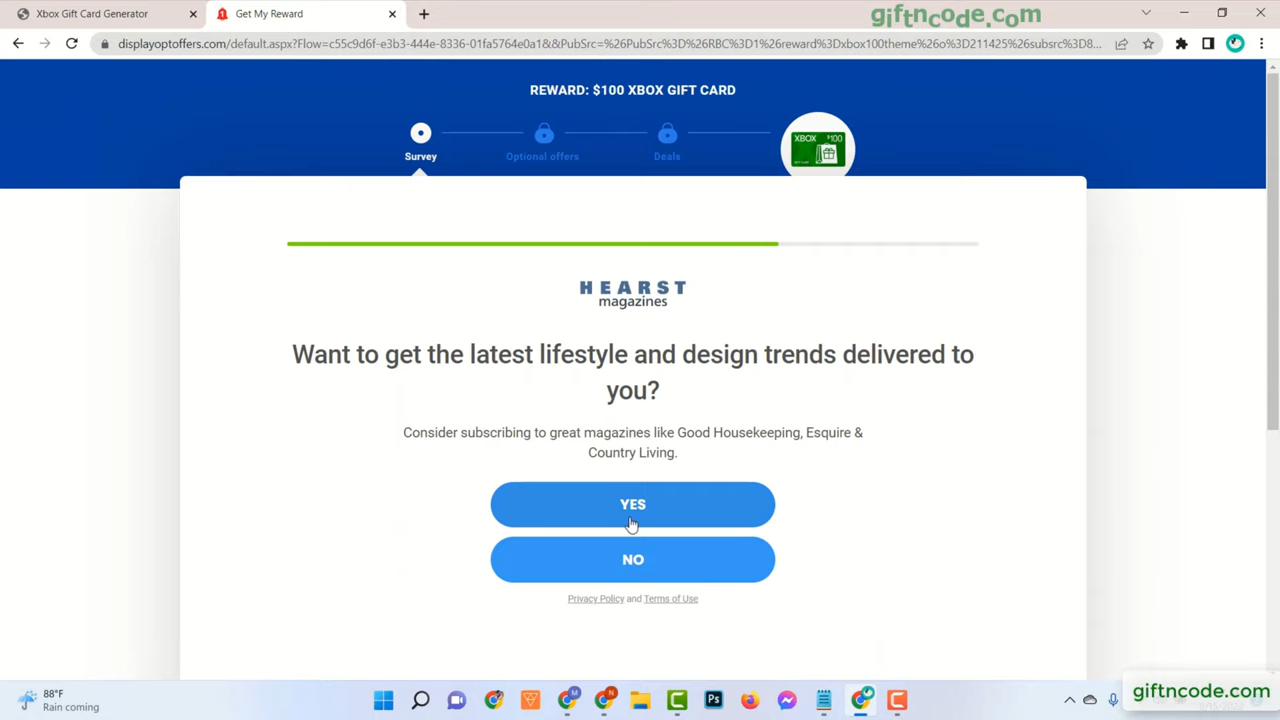 Xbox Gift Card Generator
Get My Reward
giftncode.com
displayoptoffers.com/default.aspx?Flow=c55c9d6f-e3b3-444e-8336-01a5764e0af1&&PubSrc=%26PubSrc%3D%26RBC%3D1%26reward%3Dxbox100theme%26o%3D211425%26subsrc%3D8...
REWARD: $100 XBOX GIFT CARD
XBOX $100
Survey
Optional offers
Deals
HEARST
magazines
Want to get the latest lifestyle and design trends delivered to
you?
Consider subscribing to great magazines like Good Housekeeping, Esquire &
Country Living.
YES
NO
Privacy Policy and Terms of Use
88°F
Rain coming
M
N
Ps
giftncode.com